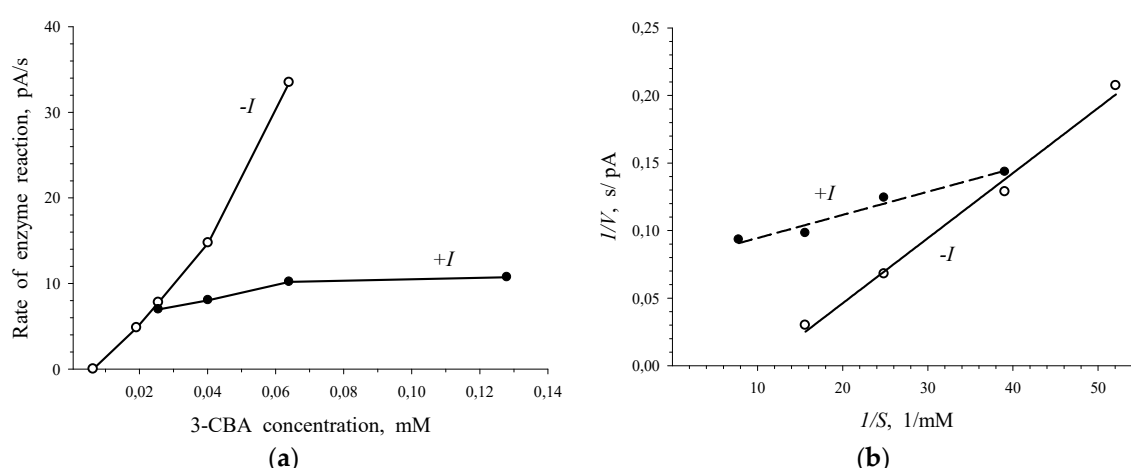 Rate of enzyme reaction, pA/s
40
30
20
10
0
-I
+I
0,02 0,04 0,06 0,08 0,10 0,12 0,14
3-CBA concentration, mM
(a)
1/V, s/ pA
0,25
0,20
0,15
0,10
0,05
0,00
+I
-I
10 20 30 40 50
1/S, 1/mM
(b)